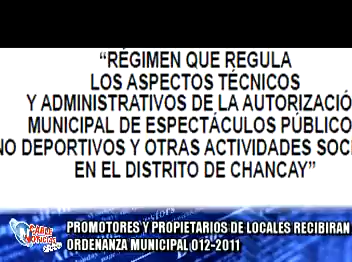 “RÉGIMEN QUE REGULA
LOS ASPECTOS TÉCNICOS
Y ADMINISTRATIVOS DE LA AUTORIZACIÓ
MUNICIPAL DE ESPECTÁCULOS PÚBLICO
NO DEPORTIVOS Y OTRAS ACTIVIDADES SOCI
EN EL DISTRITO DE CHANCAY”
PROMOTORES Y PROPIETARIOS DE LOCALES RECIBIRAN
ORDENANZA MUNICIPAL 012-2011